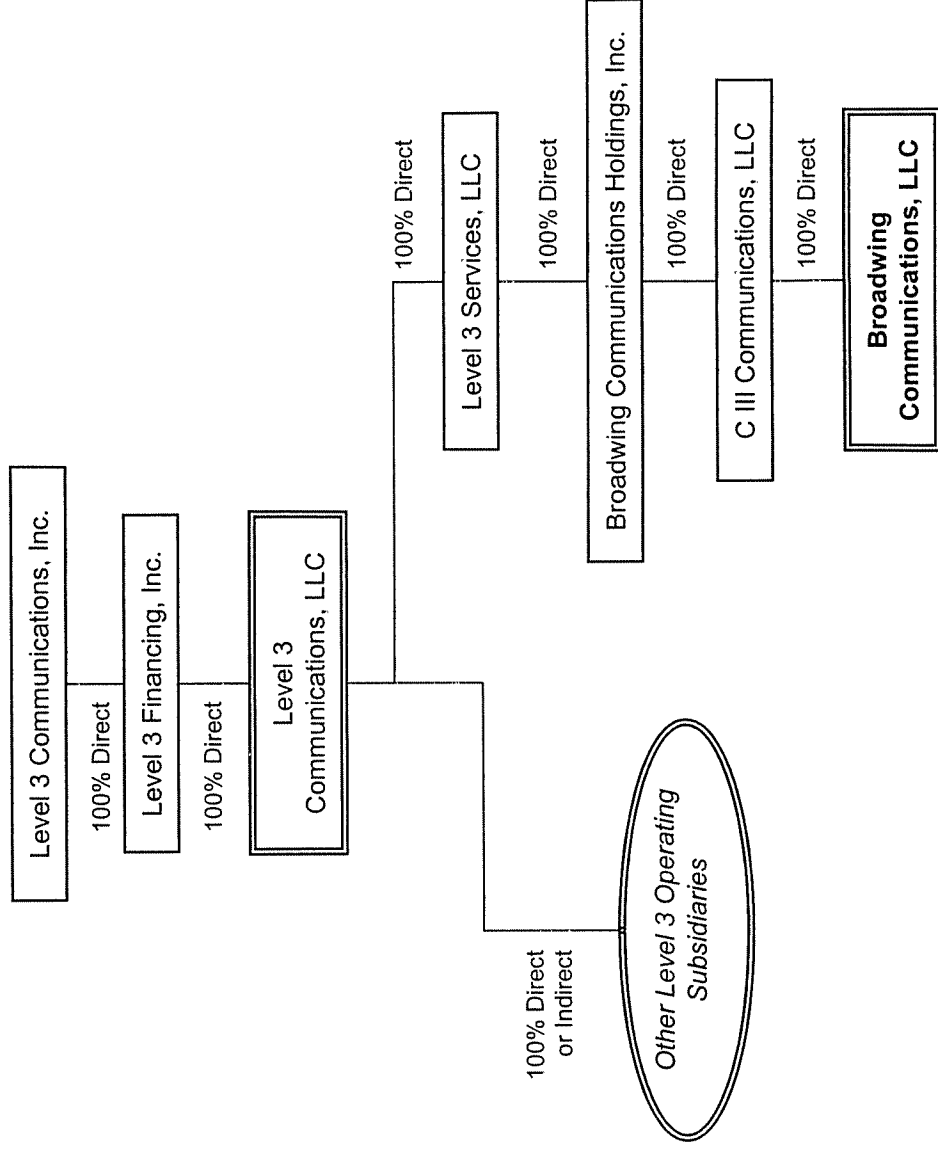 Level 3 Communications, Inc.
100% Direct
Level 3 Financing, Inc.
100% Direct
Level 3
Communications, LLC
100% Direct
or Indirect
Other Level 3 Operating
Subsidiaries
100% Direct
Level 3 Services, LLC
100% Direct
Broadwing Communications Holdings, Inc.
100% Direct
C III Communications, LLC
100% Direct
Broadwing
Communications, LLC